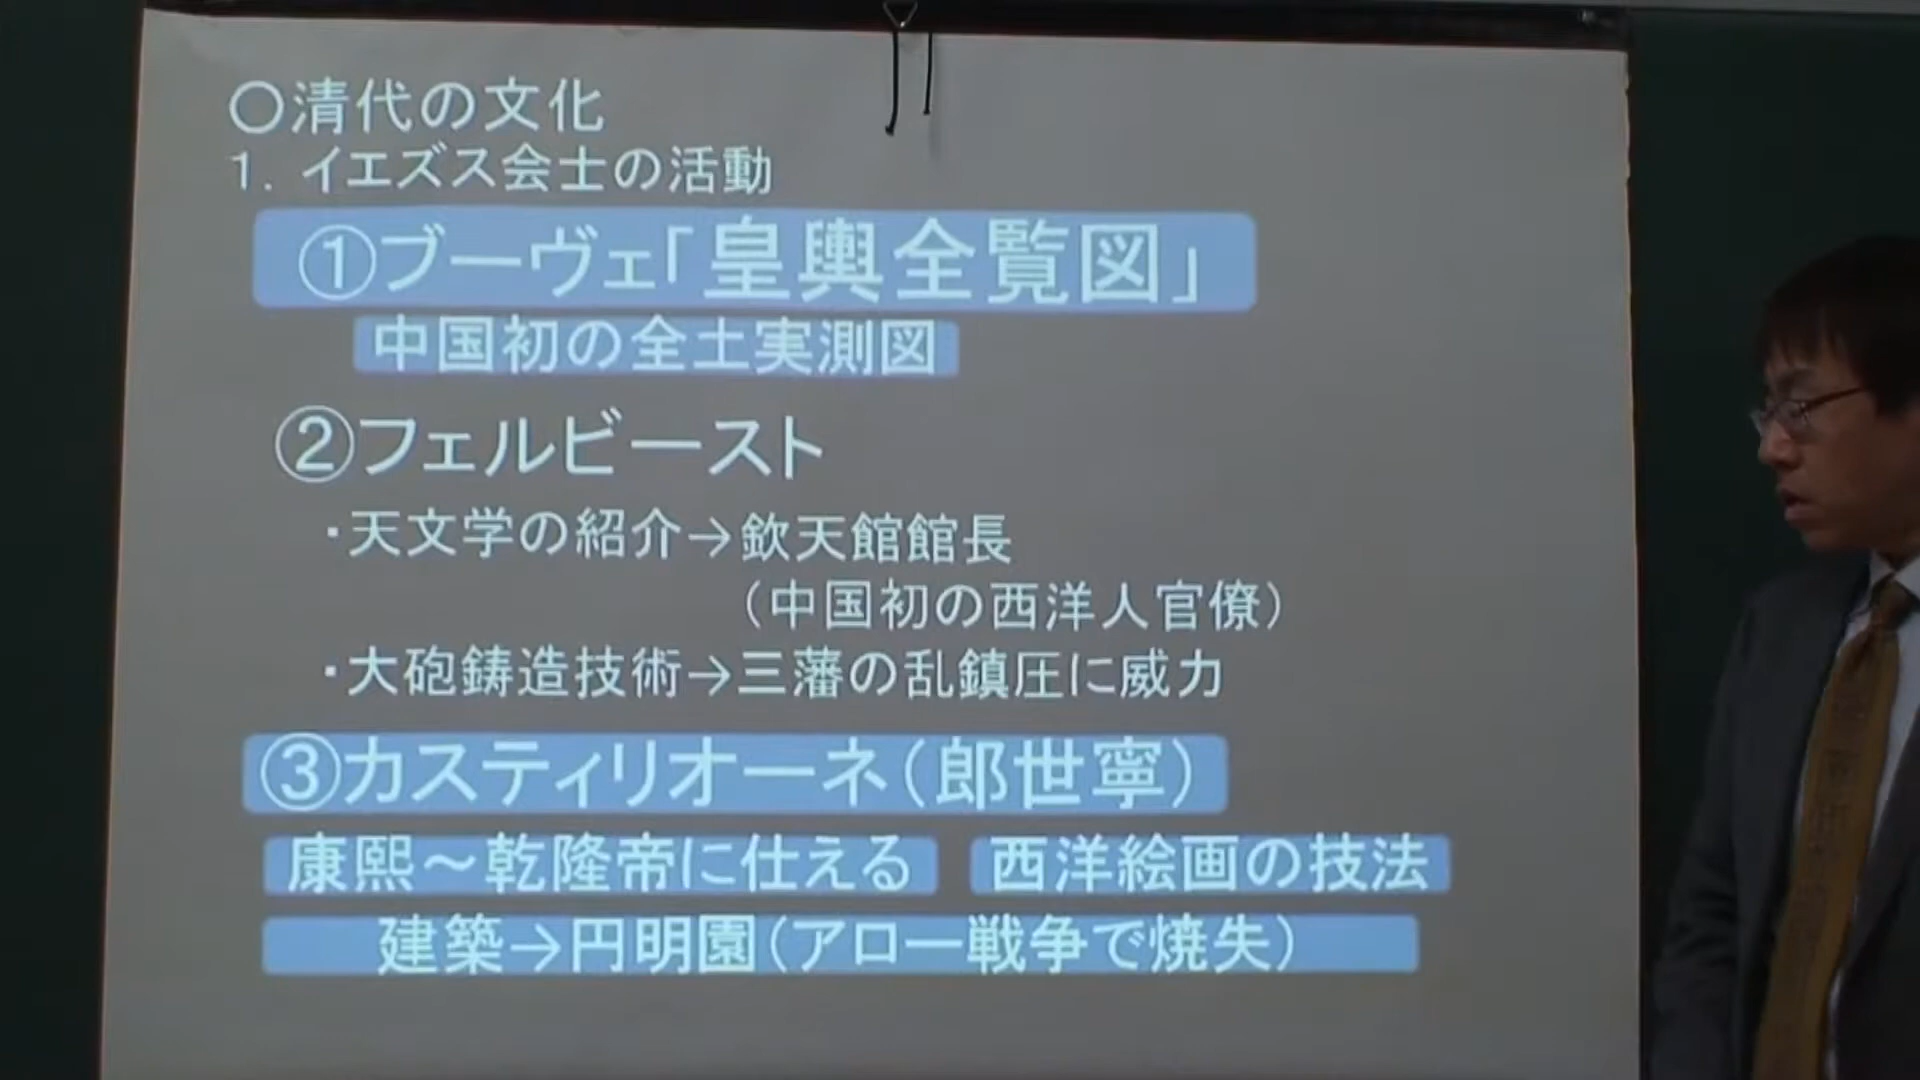 〇清代の文化
１．イエズス会士の活動
①ブーヴェ「皇輿全覧図」
中国初の全土実測図
②フェルビースト
・天文学の紹介→欽天館館長
（中国初の西洋人官僚）
・大砲鋳造技術→三藩の乱鎮圧に威力
③カスティリオーネ（郎世寧）
康熙～乾隆帝に仕える 西洋絵画の技法
建築→円明園（アロー戦争で焼失）